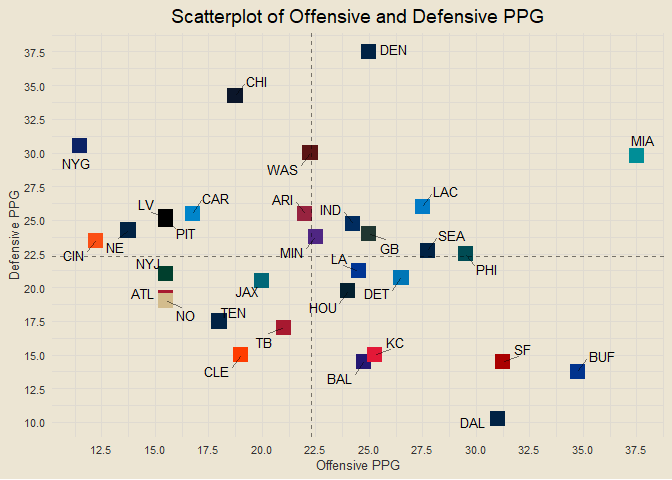 Scatterplot of Offensive and Defensive PPG
37.5
DEN
35.0
CHI
32.5
30.0
NYG
WAS
MIA
27.5
LV
CAR
ARI
IND
LAC
25.0
CIN
NE
PIT
MIN
GB
SEA
22.5
NYJ
LA
PHI
20.0
ATL
NO
JAX
HOU
DET
17.5
TEN
TB
15.0
CLE
BAL
KC
SF
BUF
12.5
10.0
DAL
Defensive PPG
12.5 15.0 17.5 20.0 22.5 25.0 27.5 30.0 32.5 35.0 37.5
Offensive PPG